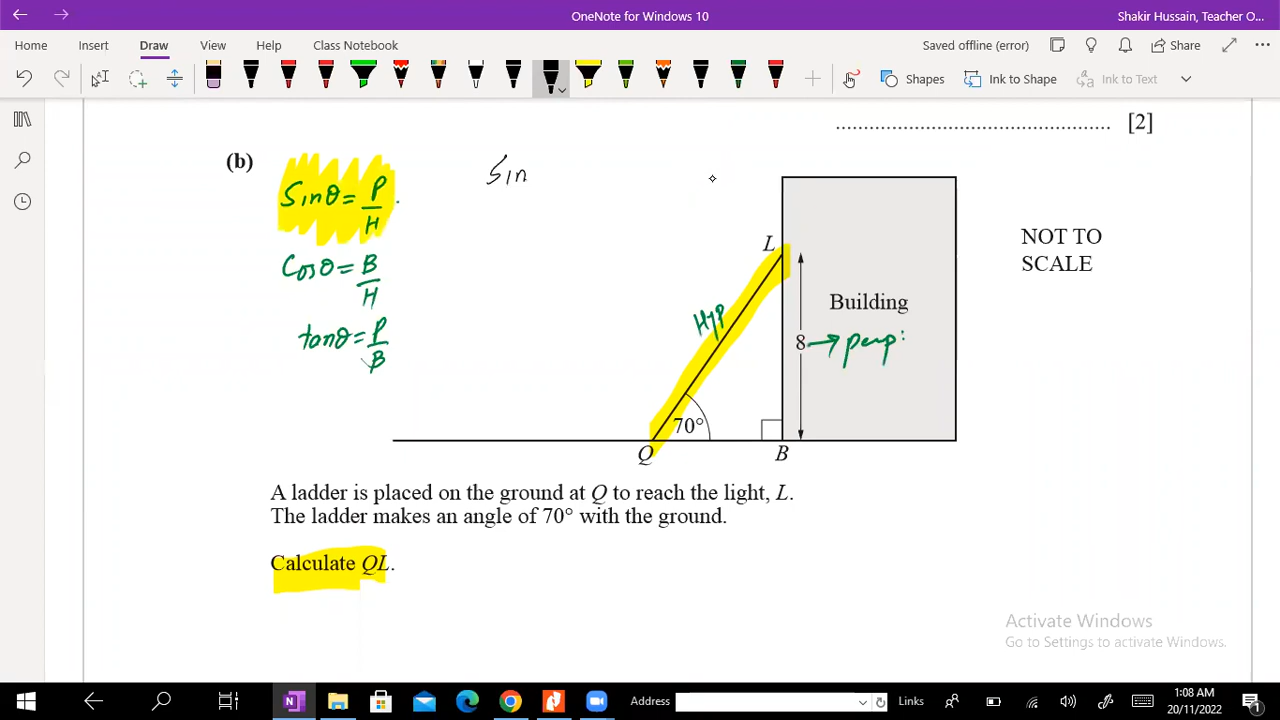 OneNote for Windows 10
Shakir Hussain, Teacher O...
Home Insert Draw View Help Class Notebook
Saved offline (error) Share
Shapes Ink to Shape Ink to Text
.................................................. [2]
(b)
Sinθ = P/H
Sin
Cosθ = B/H
tanθ = P/B
L
NOT TO
SCALE
Building
Hyp
8 → perp:
70°
Q
B
A ladder is placed on the ground at Q to reach the light, L.
The ladder makes an angle of 70° with the ground.
Calculate QL.
Activate Windows
Go to Settings to activate Windows.
Address
Links
1:08 AM
20/11/2022
1